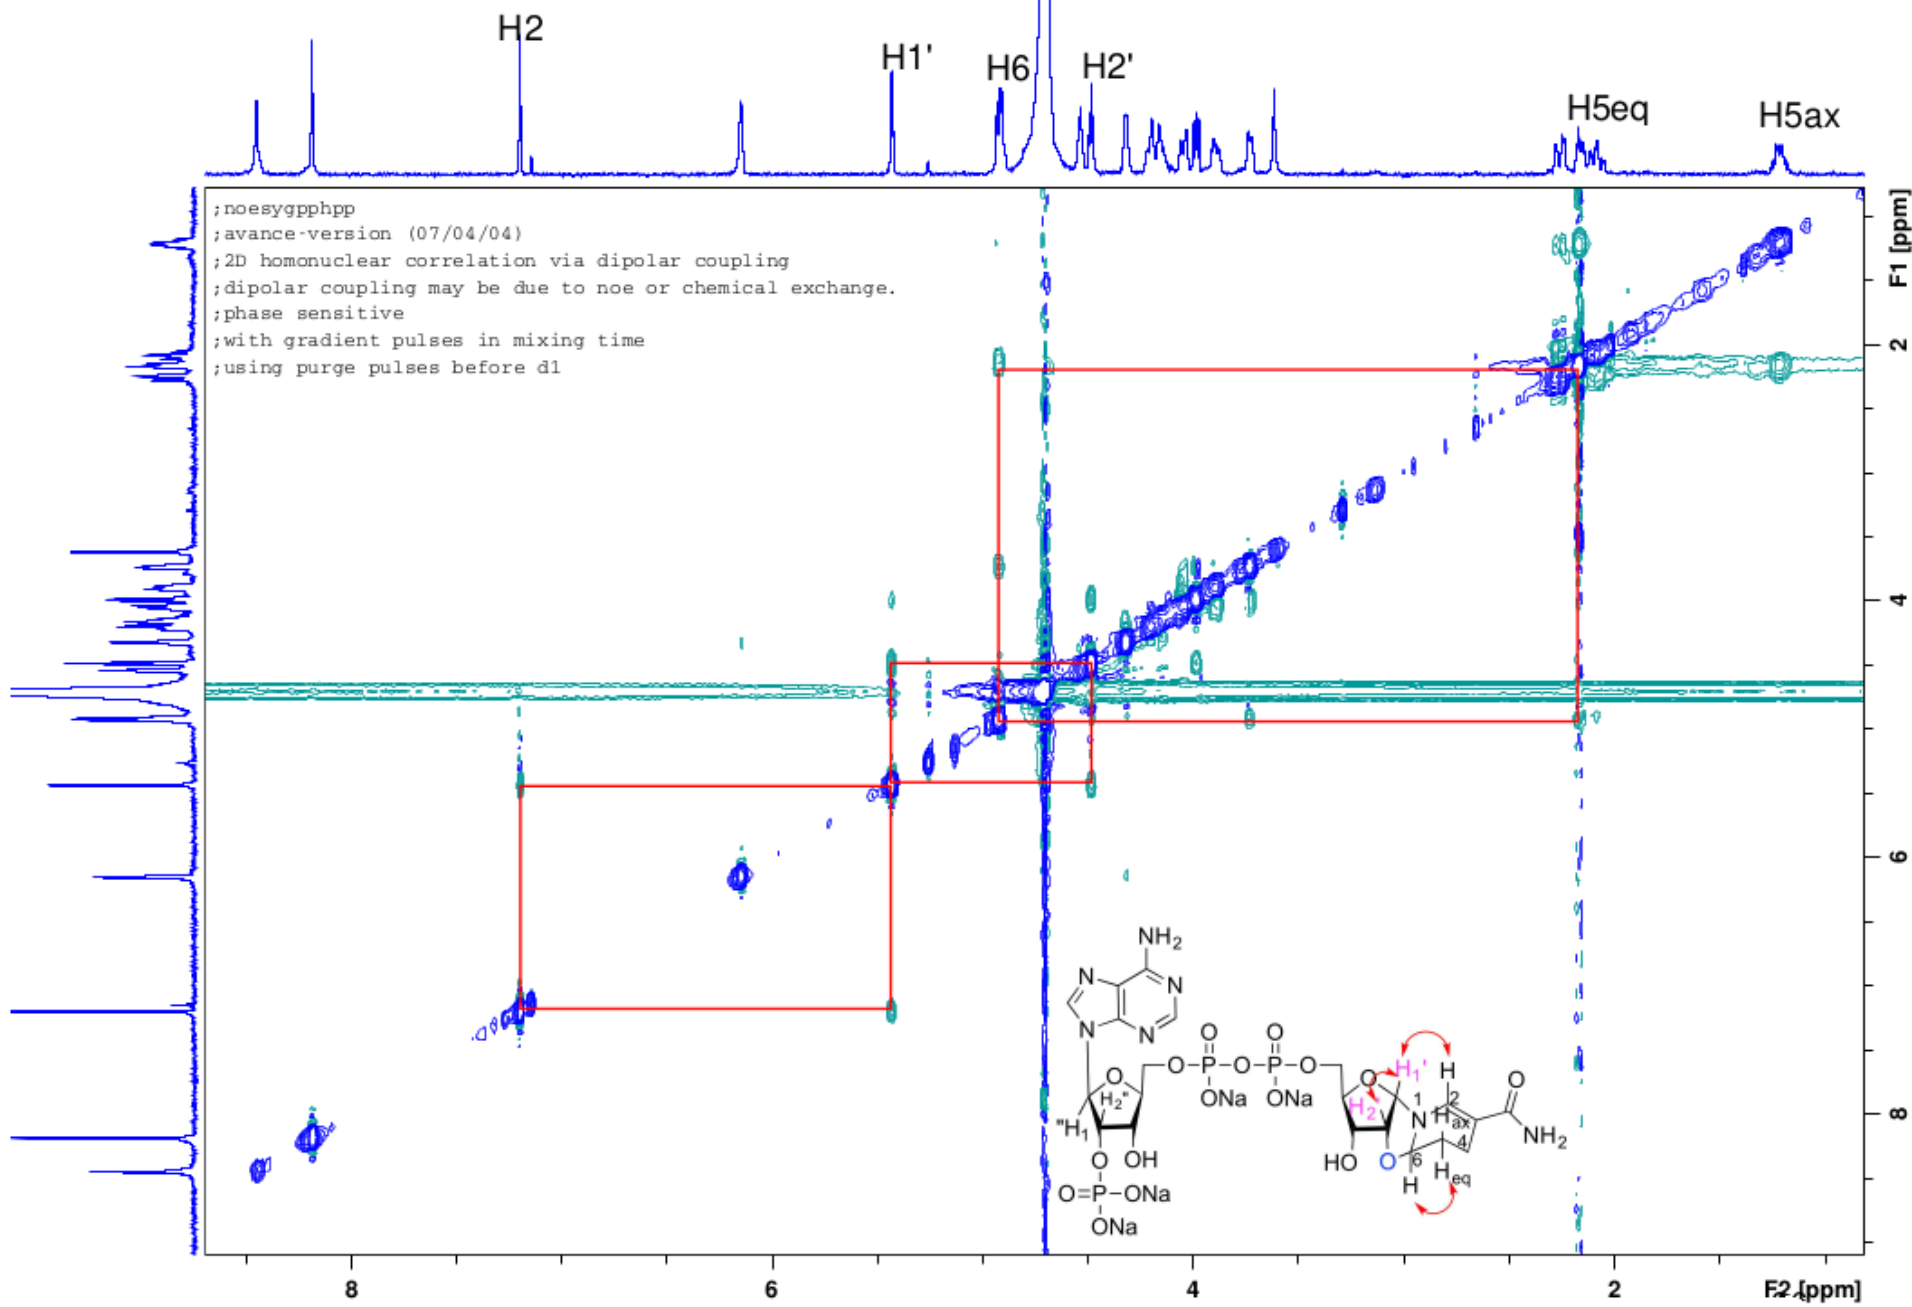 H2
H1'
H6
H2'
H5eq
H5ax
;noesygpphpp
;avance-version (07/04/04)
;2D homonuclear correlation via dipolar coupling
;dipolar coupling may be due to noe or chemical exchange.
;phase sensitive
;with gradient pulses in mixing time
;using purge pulses before d1
F1 [ppm]
2
4
6
8
NH2
N
N
N
N
O
O
O
O P O P O
ONa
ONa
O
H2"
"H1
O
OH
O=P–ONa
ONa
O
H1'
H
H2'
1
2
N
H
ax
4
O
NH2
HO
O
6
H
H
eq
8
6
4
2
F2 [ppm]